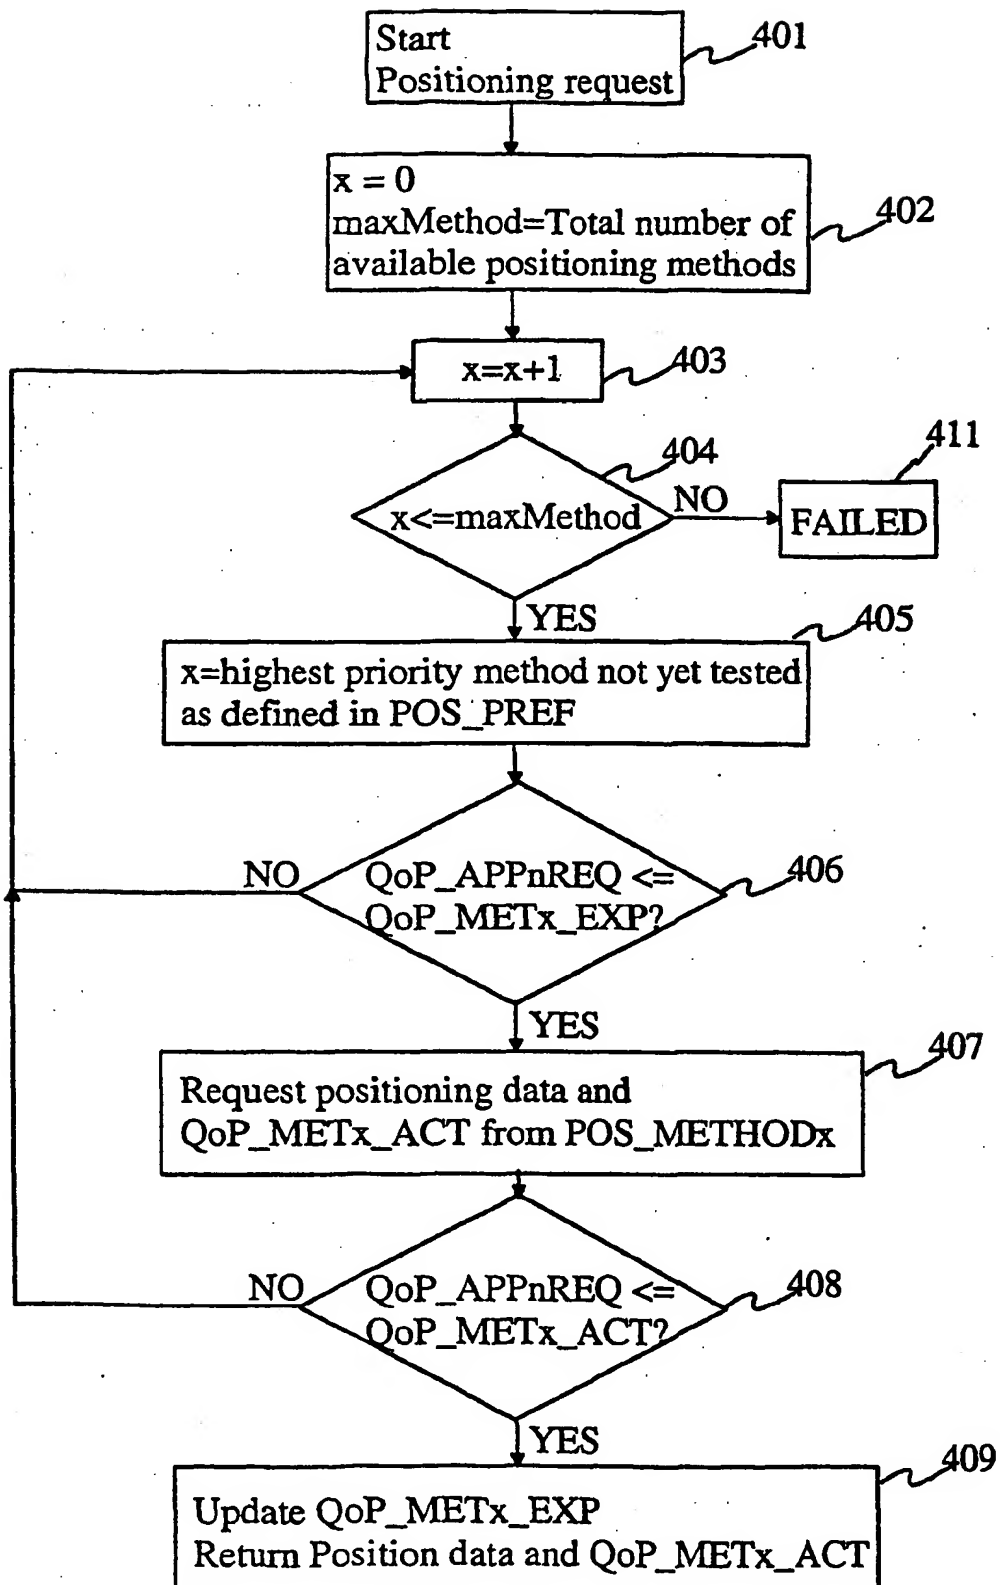 Start
Positioning request
401
x = 0
maxMethod=Total number of
available positioning methods
402
x=x+1
403
404
x<=maxMethod
NO
411
FAILED
YES
405
x=highest priority method not yet tested
as defined in POS_PREF
NO
QoP_APPnREQ <=
QoP_METx_EXP?
406
YES
407
Request positioning data and
QoP_METx_ACT from POS_METHODx
NO
QoP_APPnREQ <=
QoP_METx_ACT?
408
YES
409
Update QoP_METx_EXP
Return Position data and QoP_METx_ACT